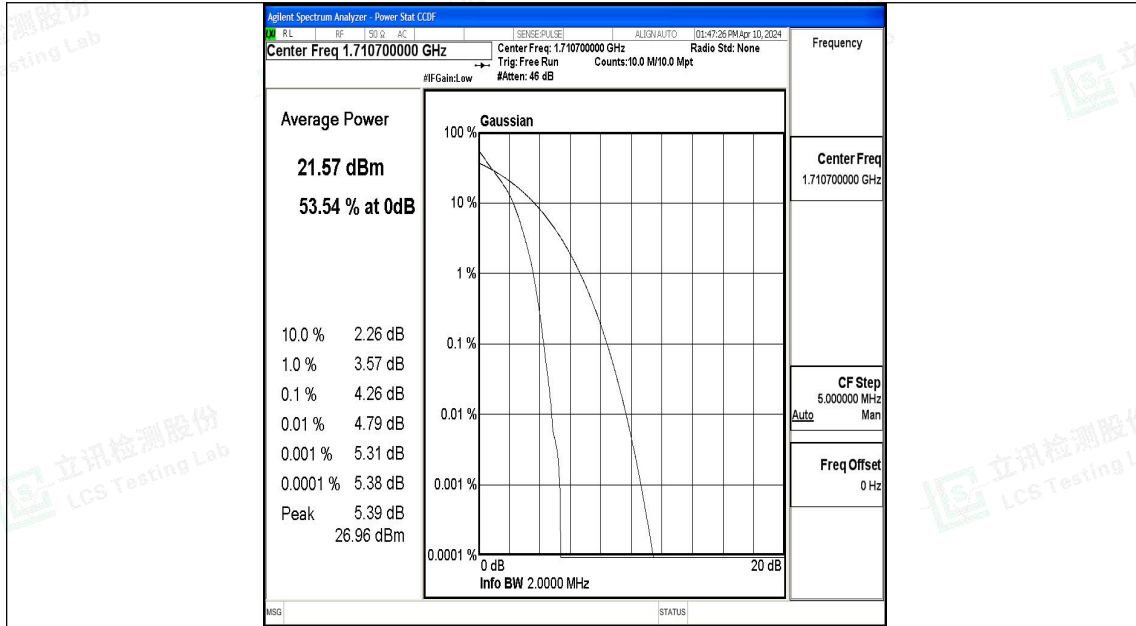 Agilent Spectrum Analyzer - Power Stat CCDF
LXI RL RF 50 Ω AC SENSE:PULSE ALIGNAUTO 01:47:26 PM Apr 10, 2024
Center Freq 1.710700000 GHz
Center Freq: 1.710700000 GHz Radio Std: None
Trig: Free Run Counts:10.0 M/10.0 Mpt
#IFGain:Low #Atten: 46 dB
Average Power
21.57 dBm
53.54 % at 0dB
10.0 % 2.26 dB
1.0 % 3.57 dB
0.1 % 4.26 dB
0.01 % 4.79 dB
0.001 % 5.31 dB
0.0001 % 5.38 dB
Peak 5.39 dB
26.96 dBm
Gaussian
100 %
10 %
1 %
0.1 %
0.01 %
0.001 %
0.0001 %
0 dB 20 dB
Info BW 2.0000 MHz
Frequency
Center Freq
1.710700000 GHz
CF Step
5.000000 MHz
Auto Man
Freq Offset
0 Hz
MSG STATUS
立讯检测股份
LCS Testing Lab
立讯检测股份
LCS Testing L